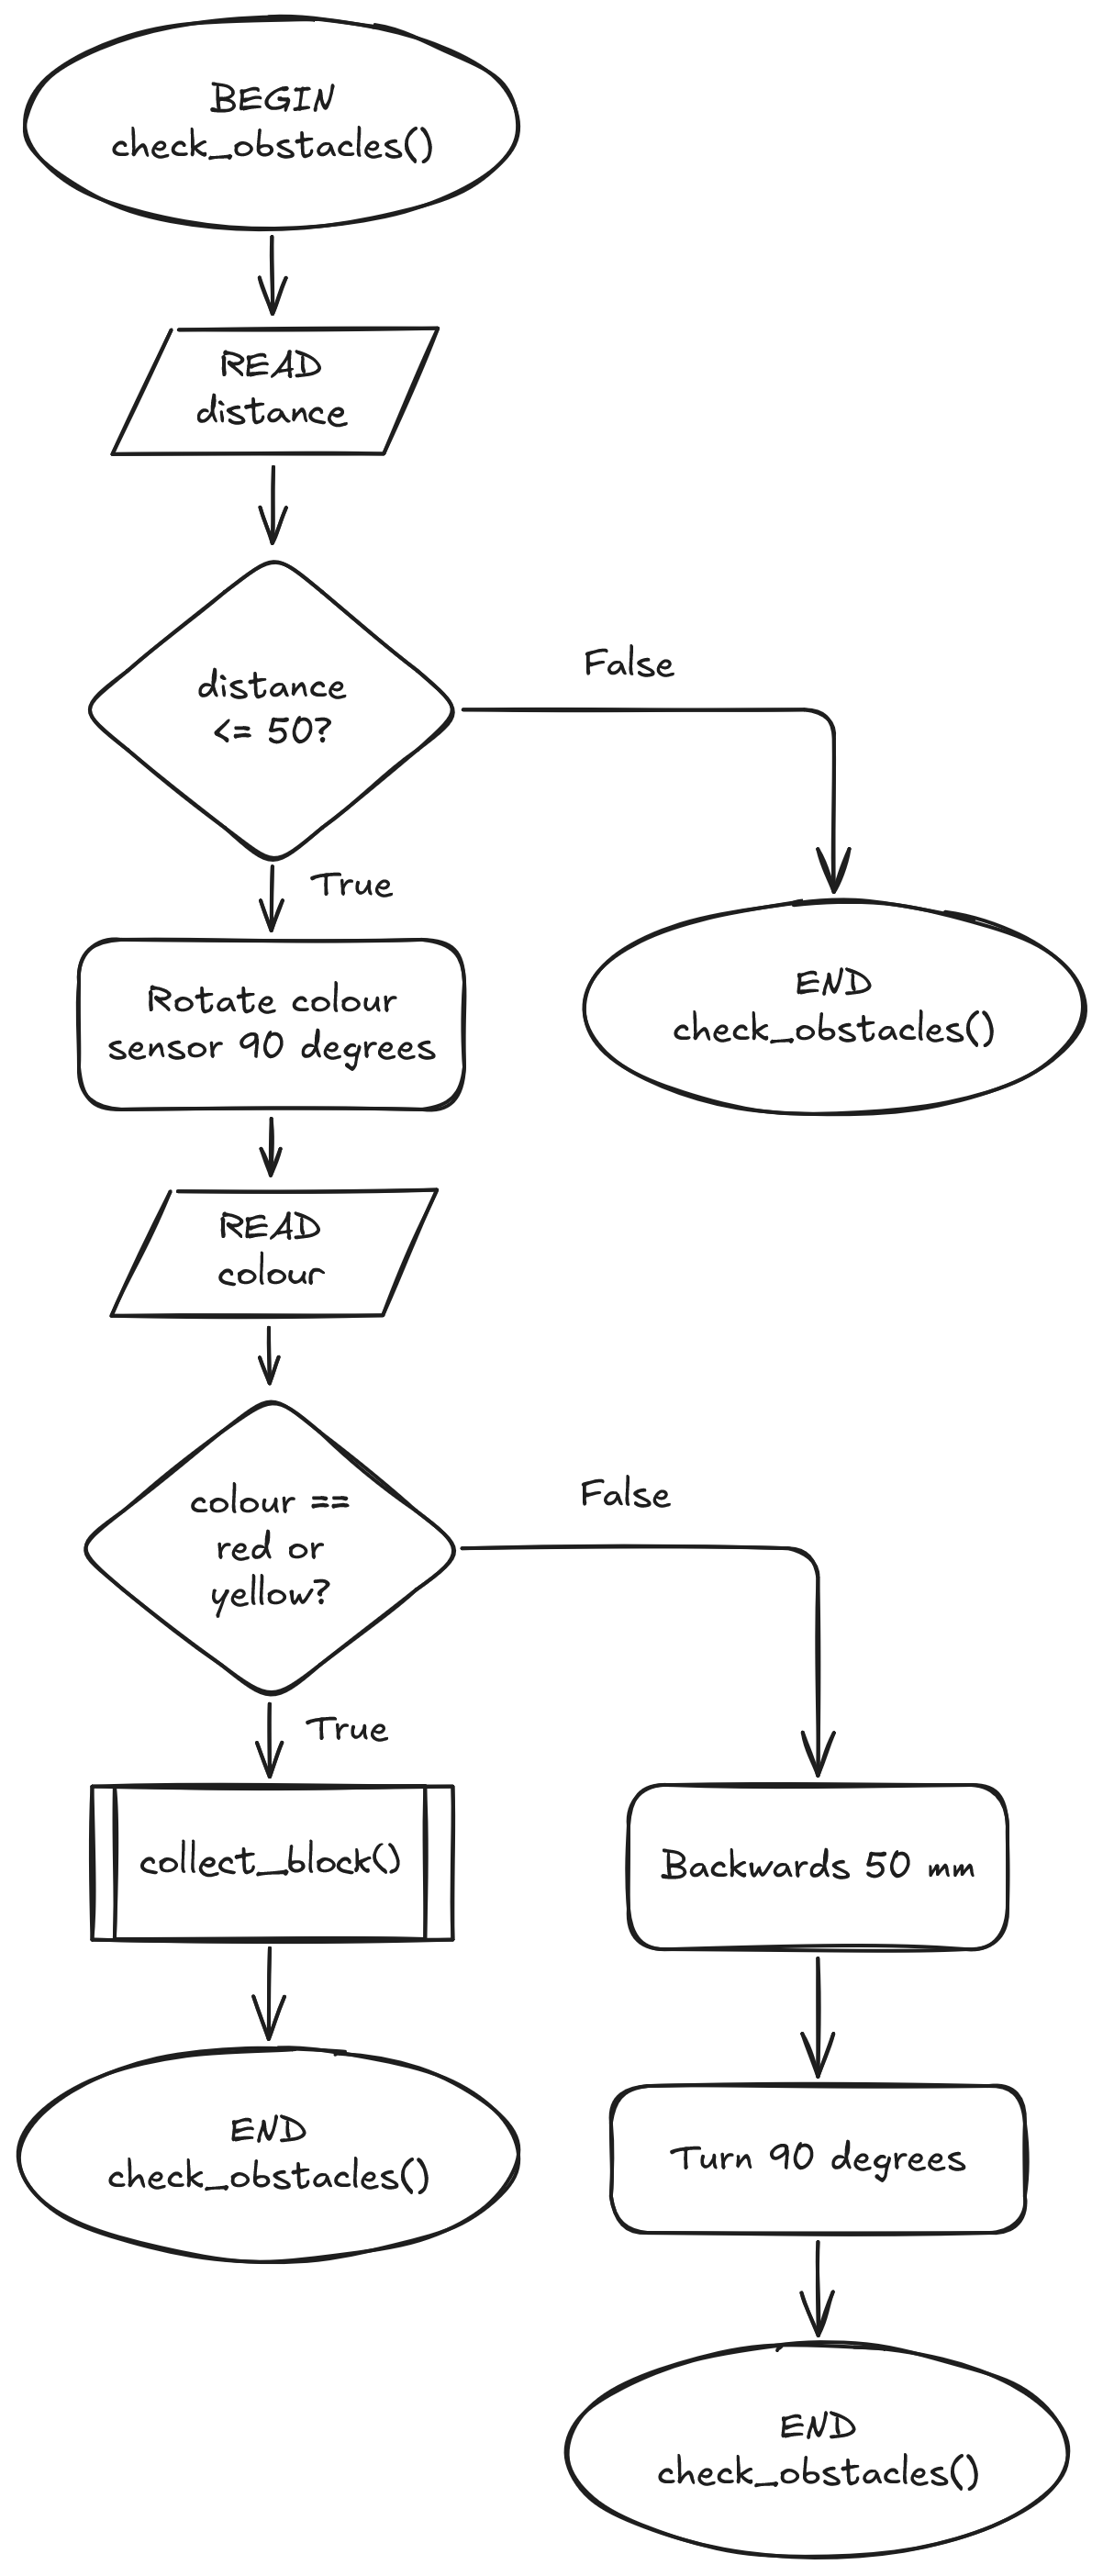 BEGIN
check_obstacles()
READ
distance
distance
<= 50?
False
True
Rotate colour
sensor 90 degrees
END
check_obstacles()
READ
colour
colour ==
red or
yellow?
False
True
collect_block()
Backwards 50 mm
END
check_obstacles()
Turn 90 degrees
END
check_obstacles()